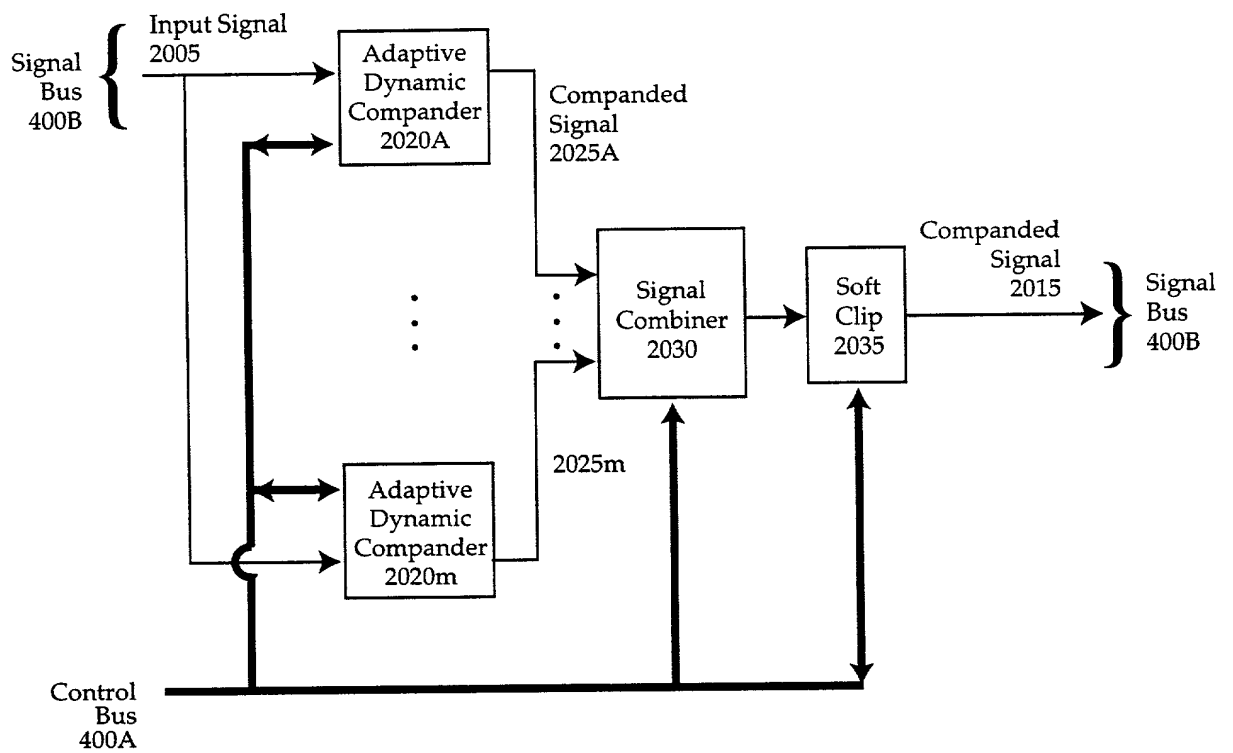 Input Signal
2005
Signal
Bus
400B
Adaptive
Dynamic
Compander
2020A
Companded
Signal
2025A
Signal
Combiner
2030
Soft
Clip
2035
Companded
Signal
2015
Signal
Bus
400B
2025m
Adaptive
Dynamic
Compander
2020m
Control
Bus
400A